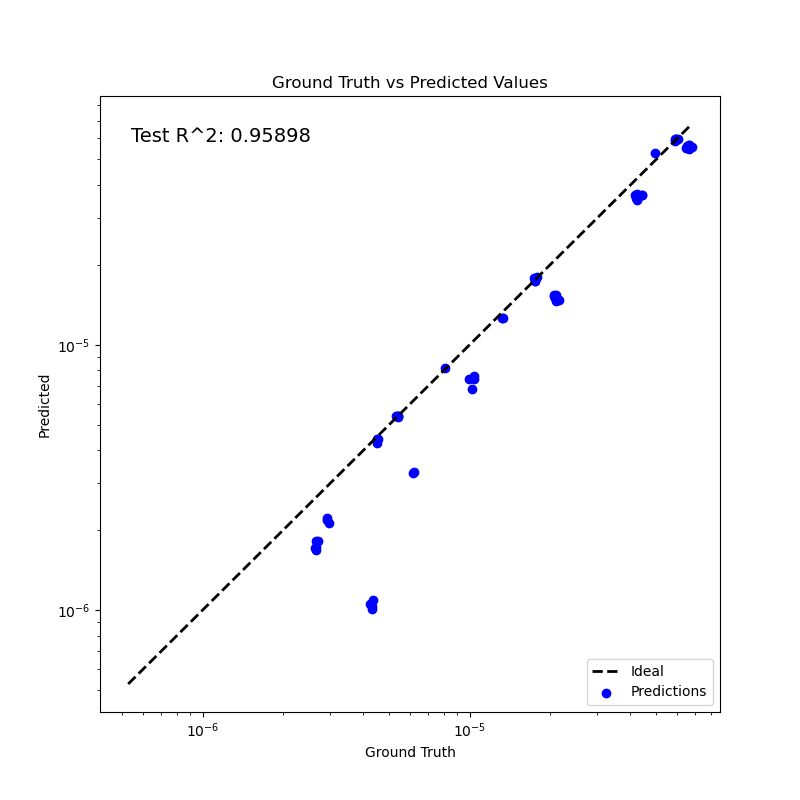 Ground Truth vs Predicted Values
Test R^2: 0.95898
Predicted
10⁻⁵
10⁻⁶
10⁻⁶
10⁻⁵
Ground Truth
Ideal
Predictions